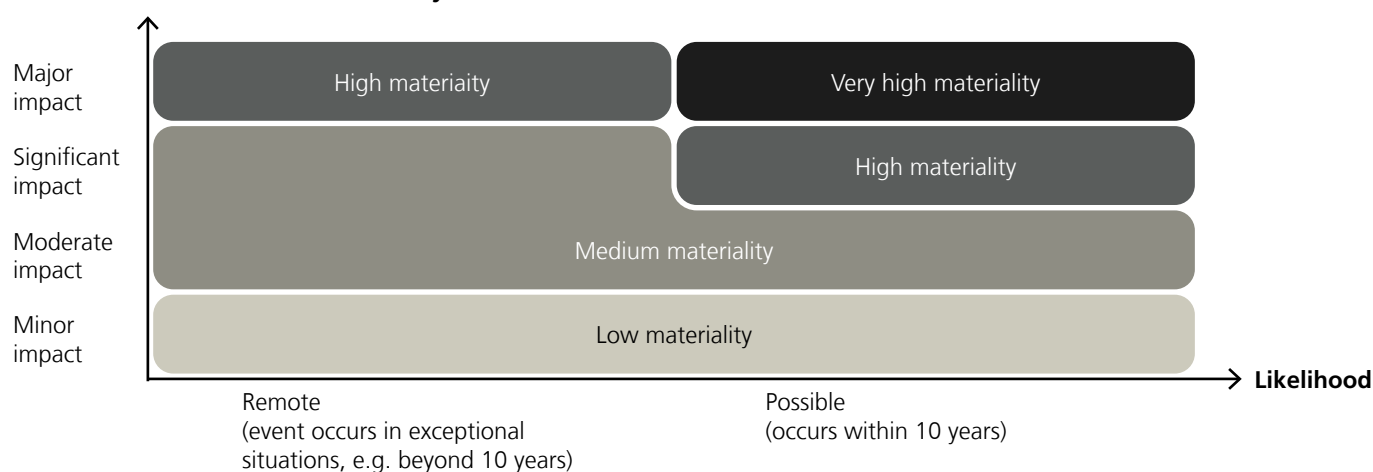 Major
impact
High materiaity
Very high materiality
Significant
impact
High materiality
Moderate
impact
Medium materiality
Minor
impact
Low materiality
Likelihood
Remote
(event occurs in exceptional
situations, e.g. beyond 10 years)
Possible
(occurs within 10 years)